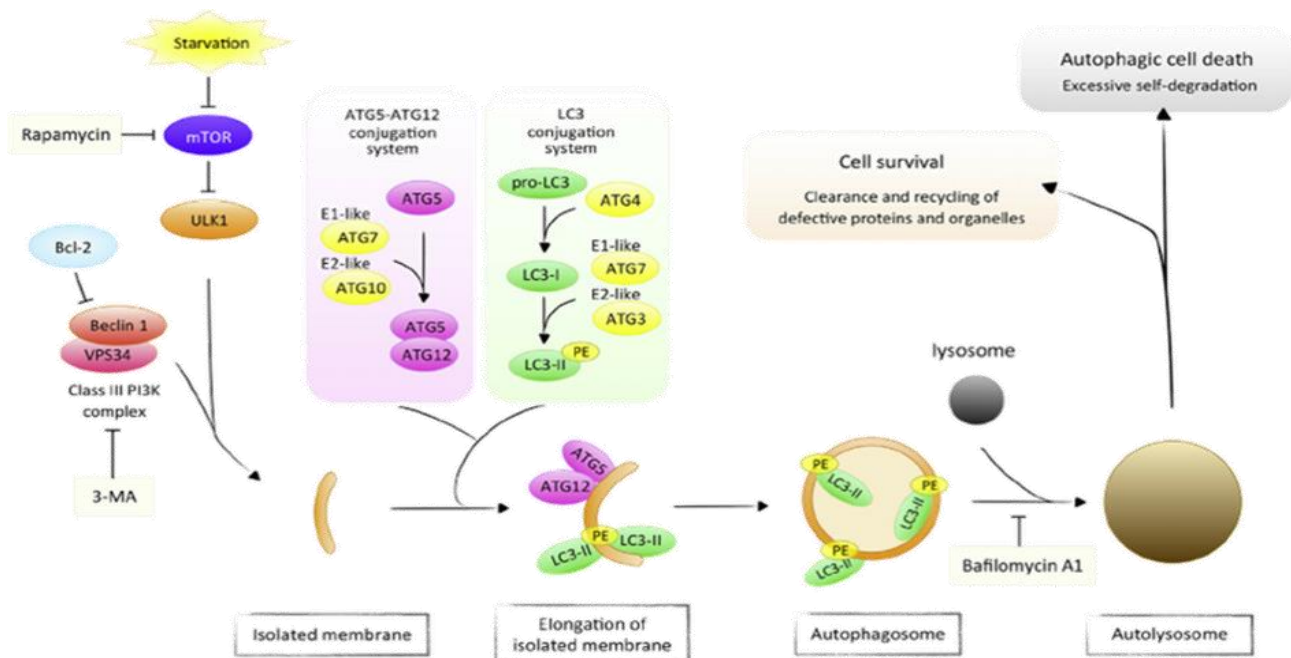 Starvation
Rapamycin
mTOR
ULK1
Bcl-2
Beclin 1
VPS34
Class III PI3K
complex
3-MA
ATG5-ATG12
conjugation
system
ATG5
E1-like
ATG7
E2-like
ATG10
ATG5
ATG12
LC3
conjugation
system
pro-LC3
ATG4
E1-like
LC3-I
ATG7
E2-like
ATG3
PE
LC3-II
Autophagic cell death
Excessive self-degradation
Cell survival
Clearance and recycling of
defective proteins and organelles
lysosome
ATG5
ATG12
PE
LC3-II
LC3-II
PE
LC3-II
PE
LC3-II
PE
LC3-II
Bafilomycin A1
Isolated membrane
Elongation of
isolated membrane
Autophagosome
Autolysosome